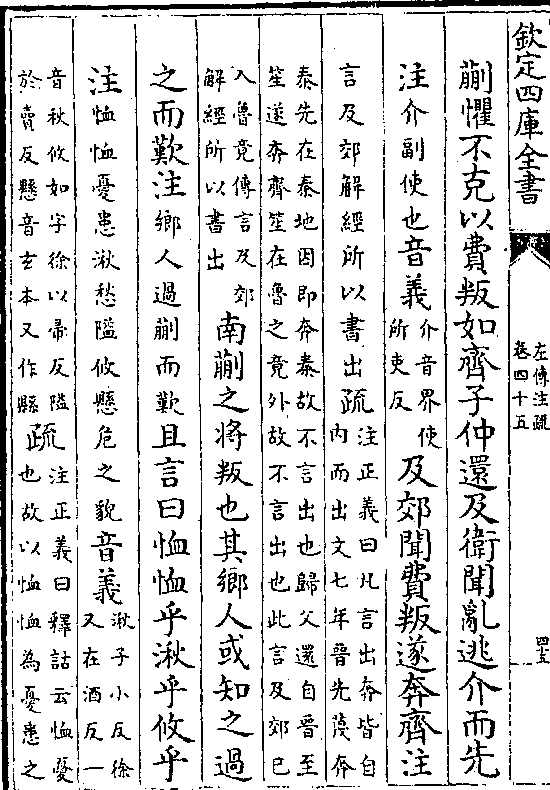 欽定四庫全書
左傳注疏
卷四十五
四五
蒯懼不克以費叛如齊子仲還及衛聞亂逃介而先
注介副使也音義
介音界使
所吏反
及郊聞費叛遂奔齊注
言及郊解經所以書出疏
注正義曰凡言出奔皆自
内而出文七年晉先蔑奔
秦先在秦地因即奔秦故不言出也歸父還自晉至
笙遂奔齊笙在魯之竟外故不言出也此言及郊已
入魯竟傳言及郊
解經所以書出
南蒯之將叛也其鄉人或知之過
之而歎注鄉人過蒯而歎且言曰恤恤乎湫乎攸乎
注恤恤憂患湫愁隘攸懸危之貌音義
湫子小反徐
又在酒反一
音秋攸如字徐以帚反隘
於賣反懸音玄本又作縣
疏
注正義曰釋詁云恤憂
也故以恤恤為憂患之